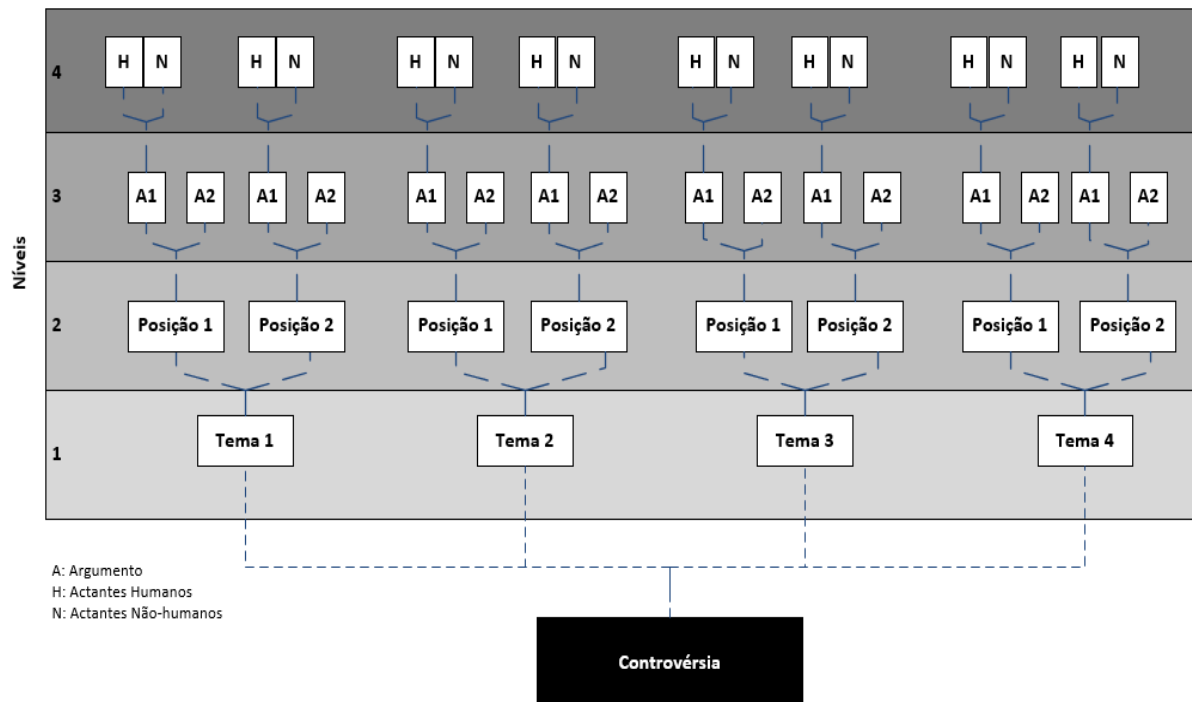 H N H N H N H N H N H N H N H N
4
A1 A2 A1 A2 A1 A2 A1 A2 A1 A2 A1 A2 A1 A2 A1 A2
3
Níveis
Posição 1 Posição 2 Posição 1 Posição 2 Posição 1 Posição 2 Posição 1 Posição 2
2
Tema 1 Tema 2 Tema 3 Tema 4
1
A: Argumento
H: Actantes Humanos
N: Actantes Não-humanos
Controvérsia